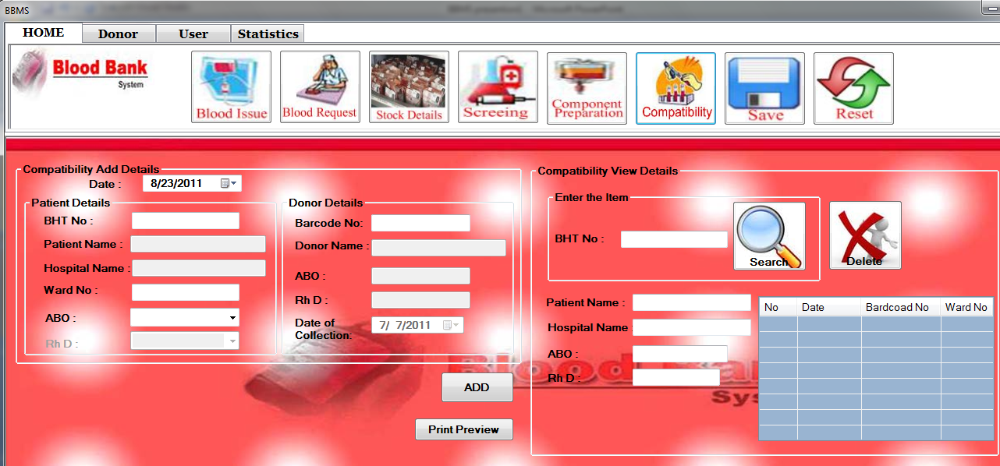 BBMS
HOME Donor User Statistics
Blood Bank
System
Blood Issue
Blood Request
Stock Details
Screeing
Component
Preparation
Compatibility
Save
Reset
Compatibility Add Details
Date : 8/23/2011
Patient Details
BHT No :
Patient Name :
Hospital Name :
Ward No :
ABO :
Rh D :
Donor Details
Barcode No:
Donor Name :
ABO :
Rh D :
Date of
Collection: 7/ 7/2011
ADD
Print Preview
Compatibility View Details
Enter the Item
BHT No :
Search
Delete
Patient Name :
Hospital Name
ABO :
Rh D :
No Date Bardcoad No Ward No
Blood